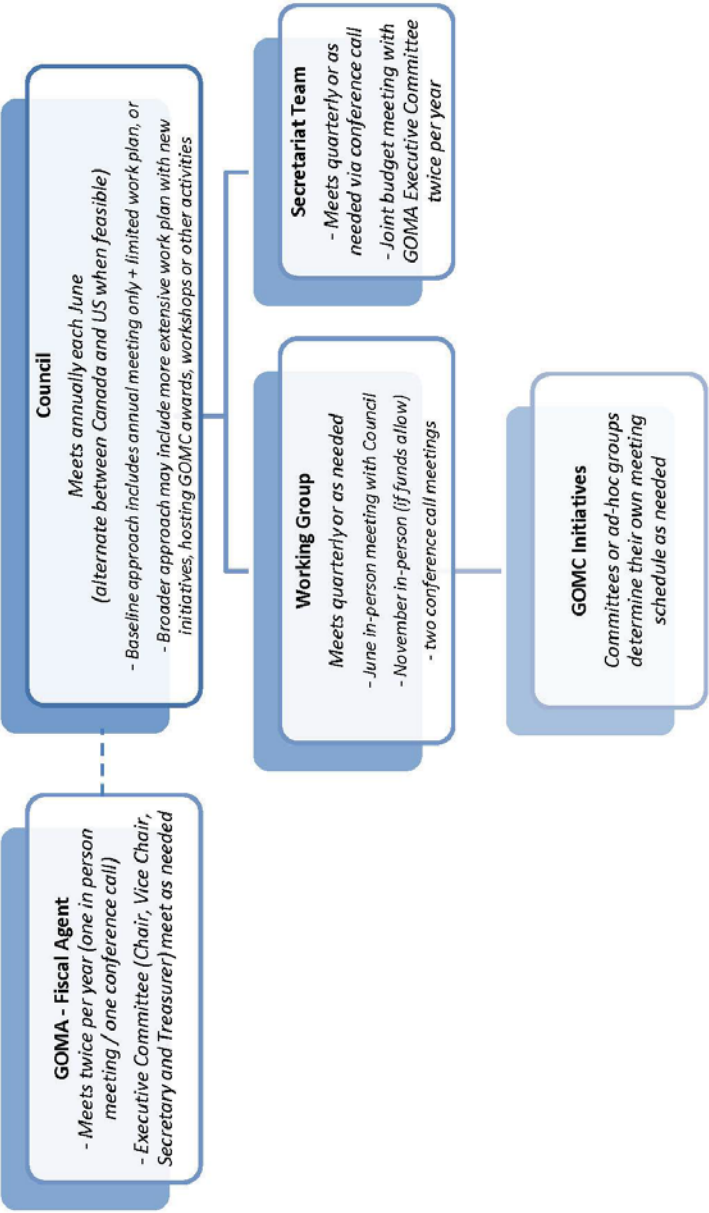 GOMA - Fiscal Agent
- Meets twice per year (one in person
meeting / one conference call)
- Executive Committee (Chair, Vice Chair,
Secretary and Treasurer) meet as needed
Council
Meets annually each June
(alternate between Canada and US when feasible)
- Baseline approach includes annual meeting only + limited work plan, or
- Broader approach may include more extensive work plan with new
initiatives, hosting GOMC awards, workshops or other activities
Working Group
Meets quarterly or as needed
- June in-person meeting with Council
- November in-person (if funds allow)
- two conference call meetings
Secretariat Team
- Meets quarterly or as
needed via conference call
- Joint budget meeting with
GOMA Executive Committee
twice per year
GOMC Initiatives
Committees or ad-hoc groups
determine their own meeting
schedule as needed